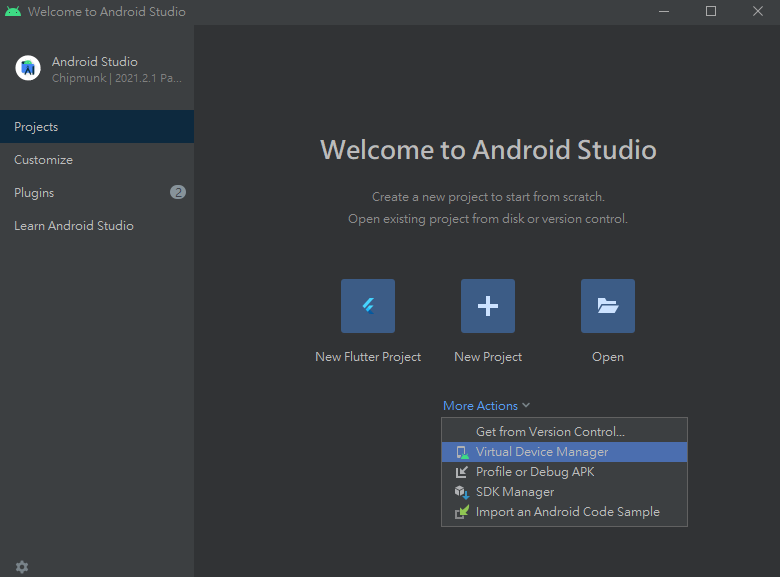 Welcome to Android Studio
Android Studio
Chipmunk | 2021.2.1 Pa...
Projects
Customize
Plugins
2
Learn Android Studio
Welcome to Android Studio
Create a new project to start from scratch.
Open existing project from disk or version control.
New Flutter Project
New Project
Open
More Actions
Get from Version Control...
Virtual Device Manager
Profile or Debug APK
SDK Manager
Import an Android Code Sample